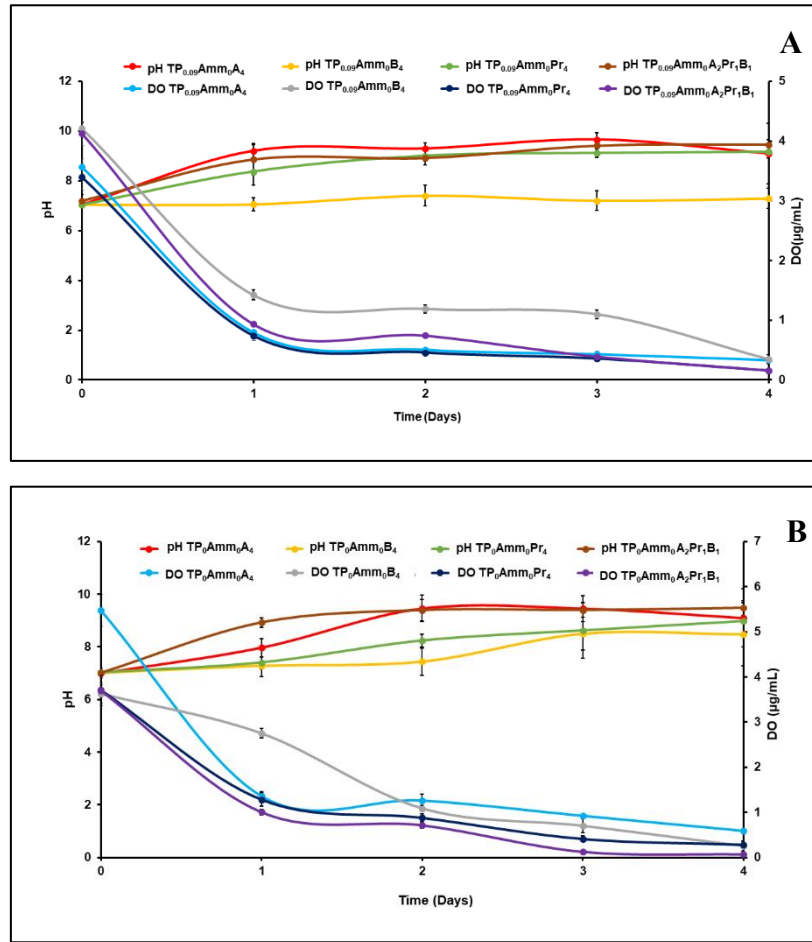 A
pH TP₀.₀₉Amm₀A₄ pH TP₀.₀₉Amm₀B₄ pH TP₀.₀₉Amm₀Pr₄ pH TP₀.₀₉Amm₀A₂Pr₁B₁
DO TP₀.₀₉Amm₀A₄ DO TP₀.₀₉Amm₀B₄ DO TP₀.₀₉Amm₀Pr₄ DO TP₀.₀₉Amm₀A₂Pr₁B₁
12
10
8
6
4
2
0
pH
5
4
3
2
1
0
DO(µg/mL)
0 1 2 3 4
Time (Days)
B
pH TP₀Amm₀A₄ pH TP₀Amm₀B₄ pH TP₀Amm₀Pr₄ pH TP₀Amm₀A₂Pr₁B₁
DO TP₀Amm₀A₄ DO TP₀Amm₀B₄ DO TP₀Amm₀Pr₄ DO TP₀Amm₀A₂Pr₁B₁
12
10
8
6
4
2
0
pH
7
6
5
4
3
2
1
0
DO (µg/mL)
0 1 2 3 4
Time (Days)